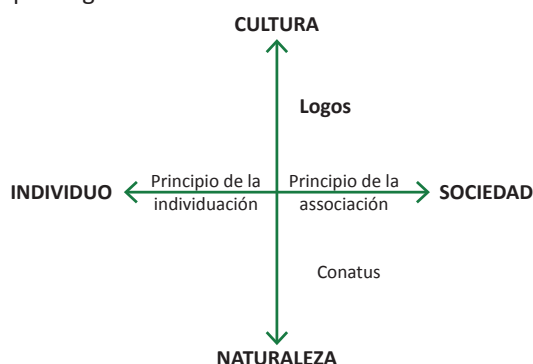 CULTURA
Logos
Principio de la
individuación
Principio de la
associación
INDIVIDUO
SOCIEDAD
Conatus
NATURALEZA